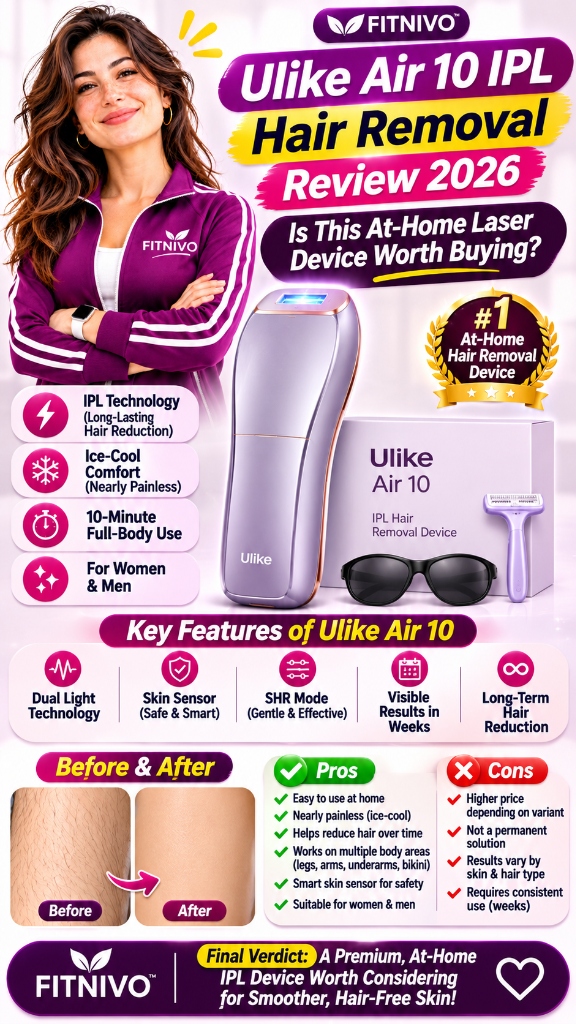 FITNIVO™
Ulike Air 10 IPL
Hair Removal
Review 2026
Is This At-Home Laser
Device Worth Buying?
FITNIVO
#1
At-Home
Hair Removal
Device
IPL Technology
(Long-Lasting
Hair Reduction)
Ice-Cool
Comfort
(Nearly Painless)
10-Minute
Full-Body Use
For Women
& Men
Ulike
Ulike
Air 10
IPL Hair
Removal Device
Key Features of Ulike Air 10
Dual Light
Technology
Skin Sensor
(Safe & Smart)
SHR Mode
(Gentle & Effective)
Visible
Results in
Weeks
Long-Term
Hair
Reduction
Before & After
Before
After
Pros
Easy to use at home
Nearly painless (ice-cool)
Helps reduce hair over time
Works on multiple body areas
(legs, arms, underarms, bikini)
Smart skin sensor for safety
Suitable for women & men
Cons
Higher price
depending on variant
Not a permanent
solution
Results vary by
skin & hair type
Requires consistent
use (weeks)
FITNIVO™
Final Verdict: A Premium, At-Home
IPL Device Worth Considering
for Smoother, Hair-Free Skin!